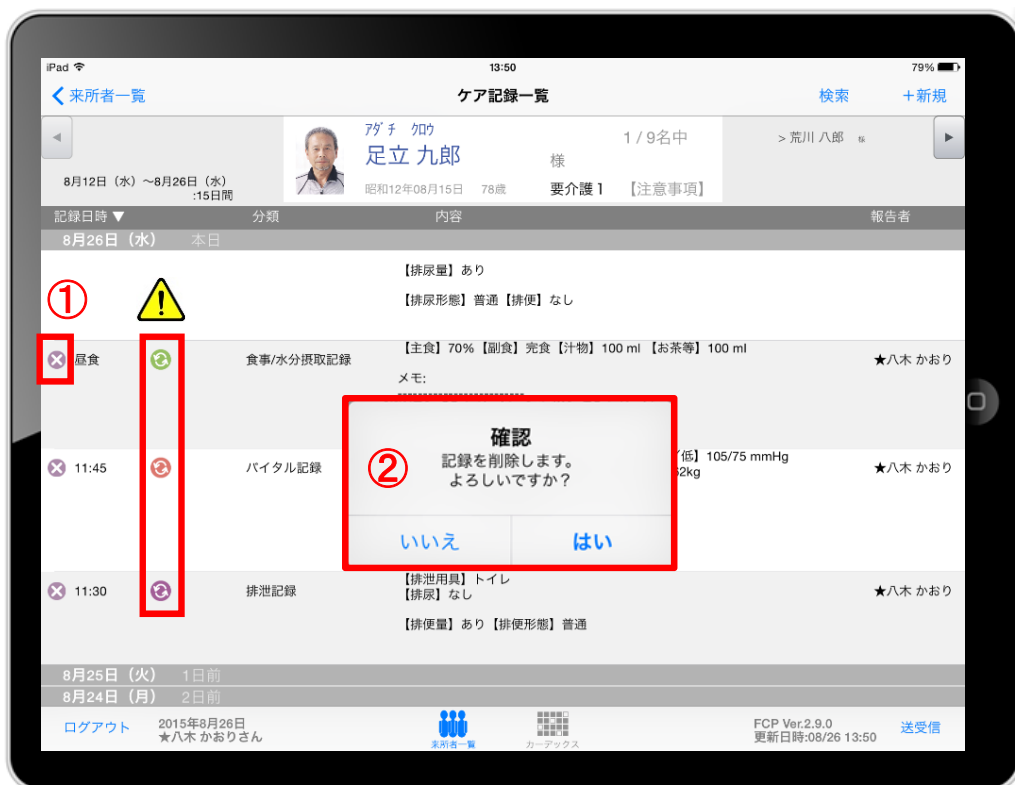 iPad 13:50 79%
来所者一覧 ケア記録一覧 検索 +新規
ｱﾀﾞﾁ ｸﾛｳ
足立 九郎 様 1 / 9名中 > 荒川 八郎 様
8月12日（水）～8月26日（水）
:15日間
昭和12年08月15日 78歳 要介護1 【注意事項】
記録日時▼ 分類 内容 報告者
8月26日（水） 本日
【排尿量】あり
【排尿形態】普通【排便】なし
①
昼食 食事/水分摂取記録 【主食】70%【副食】完食【汁物】100 ml 【お茶等】100 ml ★八木 かおり
メモ:
11:45 バイタル記録 /低】105/75 mmHg ★八木 かおり
2kg
②
確認
記録を削除します。
よろしいですか？
いいえ はい
11:30 排泄記録 【排泄用具】トイレ ★八木 かおり
【排尿】なし
【排便量】あり【排便形態】普通
8月25日（火） 1日前
8月24日（月） 2日前
ログアウト 2015年8月26日
★八木 かおりさん
来所者一覧 カーデックス
FCP Ver.2.9.0
更新日時:08/26 13:50
送受信